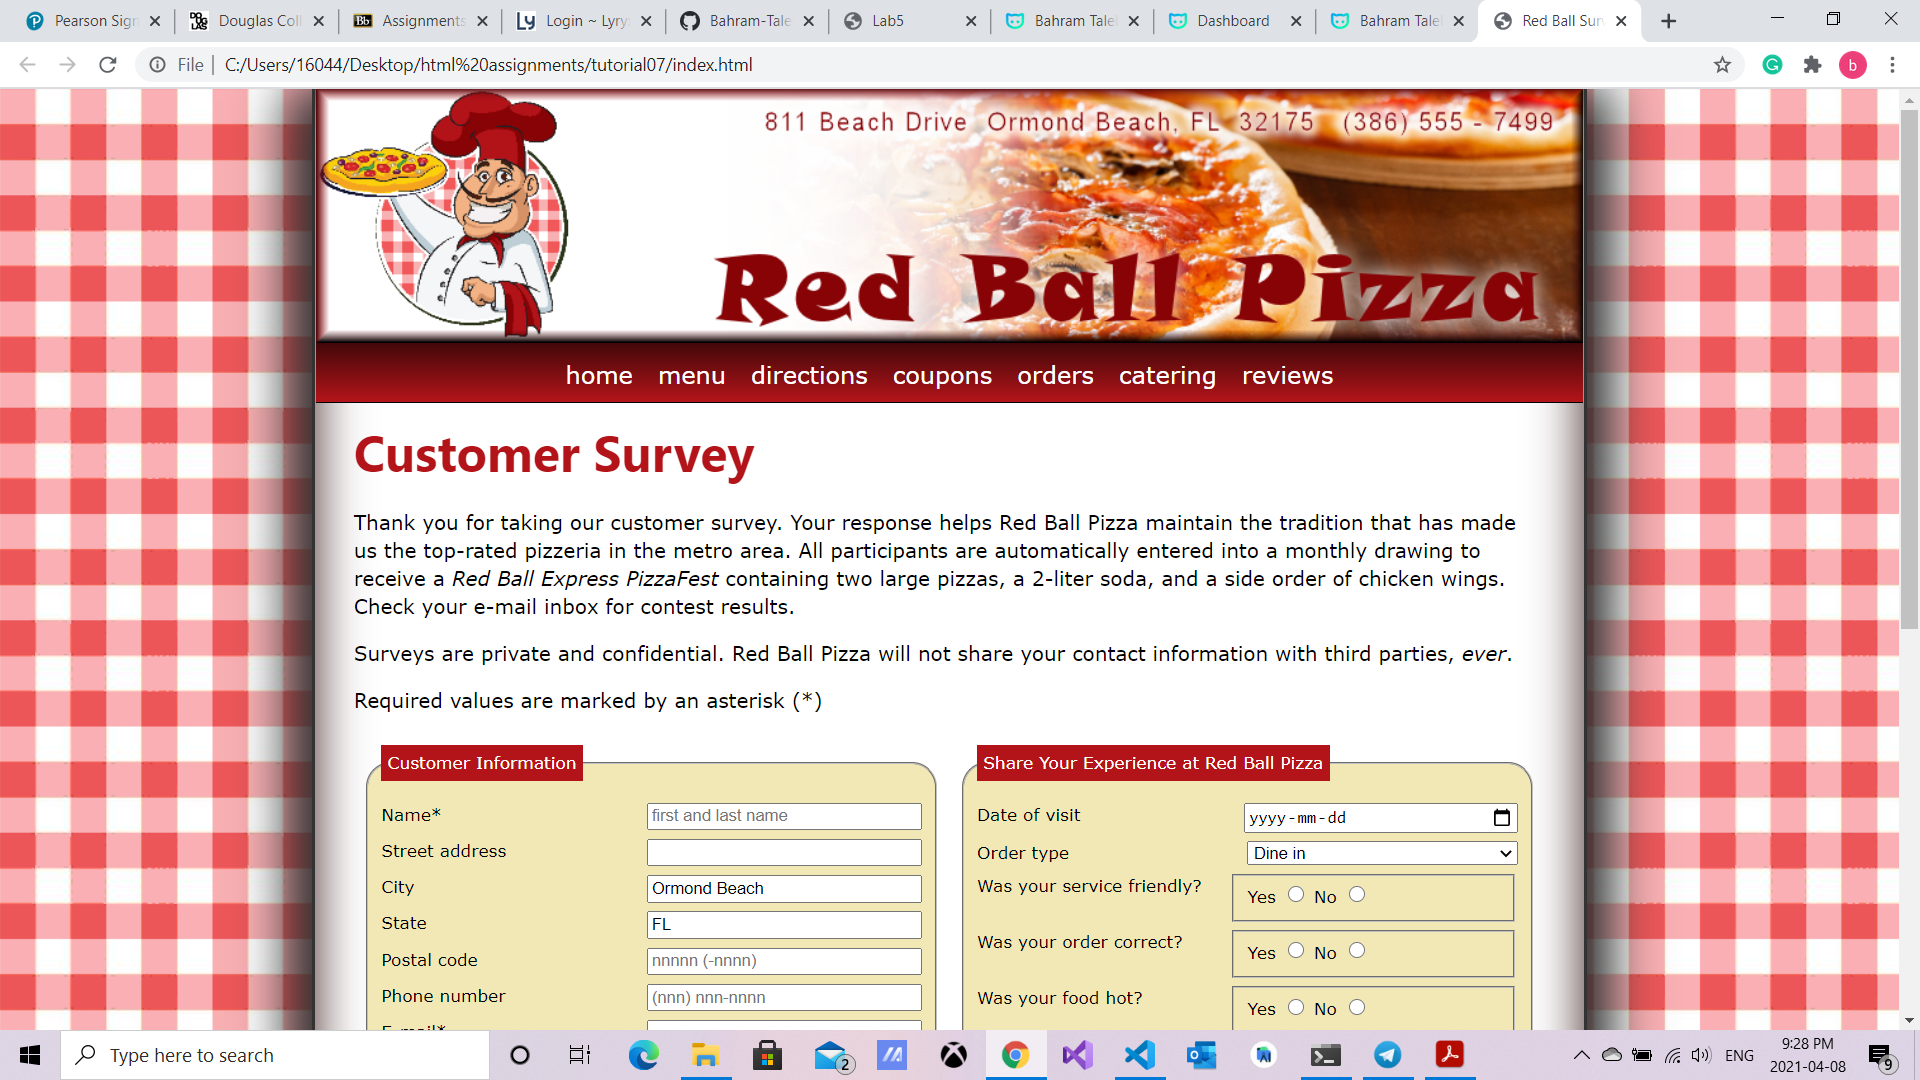 Pearson Sign
Douglas Coll
Bb Assignments
Ly Login ~ Lyry
Bahram-Tale
Lab5
Bahram Tale
Dashboard
Bahram Tale
Red Ball Sur
File C:/Users/16044/Desktop/html%20assignments/tutorial07/index.html
b
811 Beach Drive Ormond Beach, FL 32175 (386) 555 - 7499
Red Ball Pizza
home menu directions coupons orders catering reviews
Customer Survey
Thank you for taking our customer survey. Your response helps Red Ball Pizza maintain the tradition that has made
us the top-rated pizzeria in the metro area. All participants are automatically entered into a monthly drawing to
receive a Red Ball Express PizzaFest containing two large pizzas, a 2-liter soda, and a side order of chicken wings.
Check your e-mail inbox for contest results.
Surveys are private and confidential. Red Ball Pizza will not share your contact information with third parties, ever.
Required values are marked by an asterisk (*)
Customer Information
Name* first and last name
Street address
City Ormond Beach
State FL
Postal code nnnnn (-nnnn)
Phone number (nnn) nnn-nnnn
E-mail*
Share Your Experience at Red Ball Pizza
Date of visit yyyy-mm-dd
Order type Dine in
Was your service friendly? Yes No
Was your order correct? Yes No
Was your food hot? Yes No
Type here to search
2
ENG
9:28 PM
2021-04-08
9